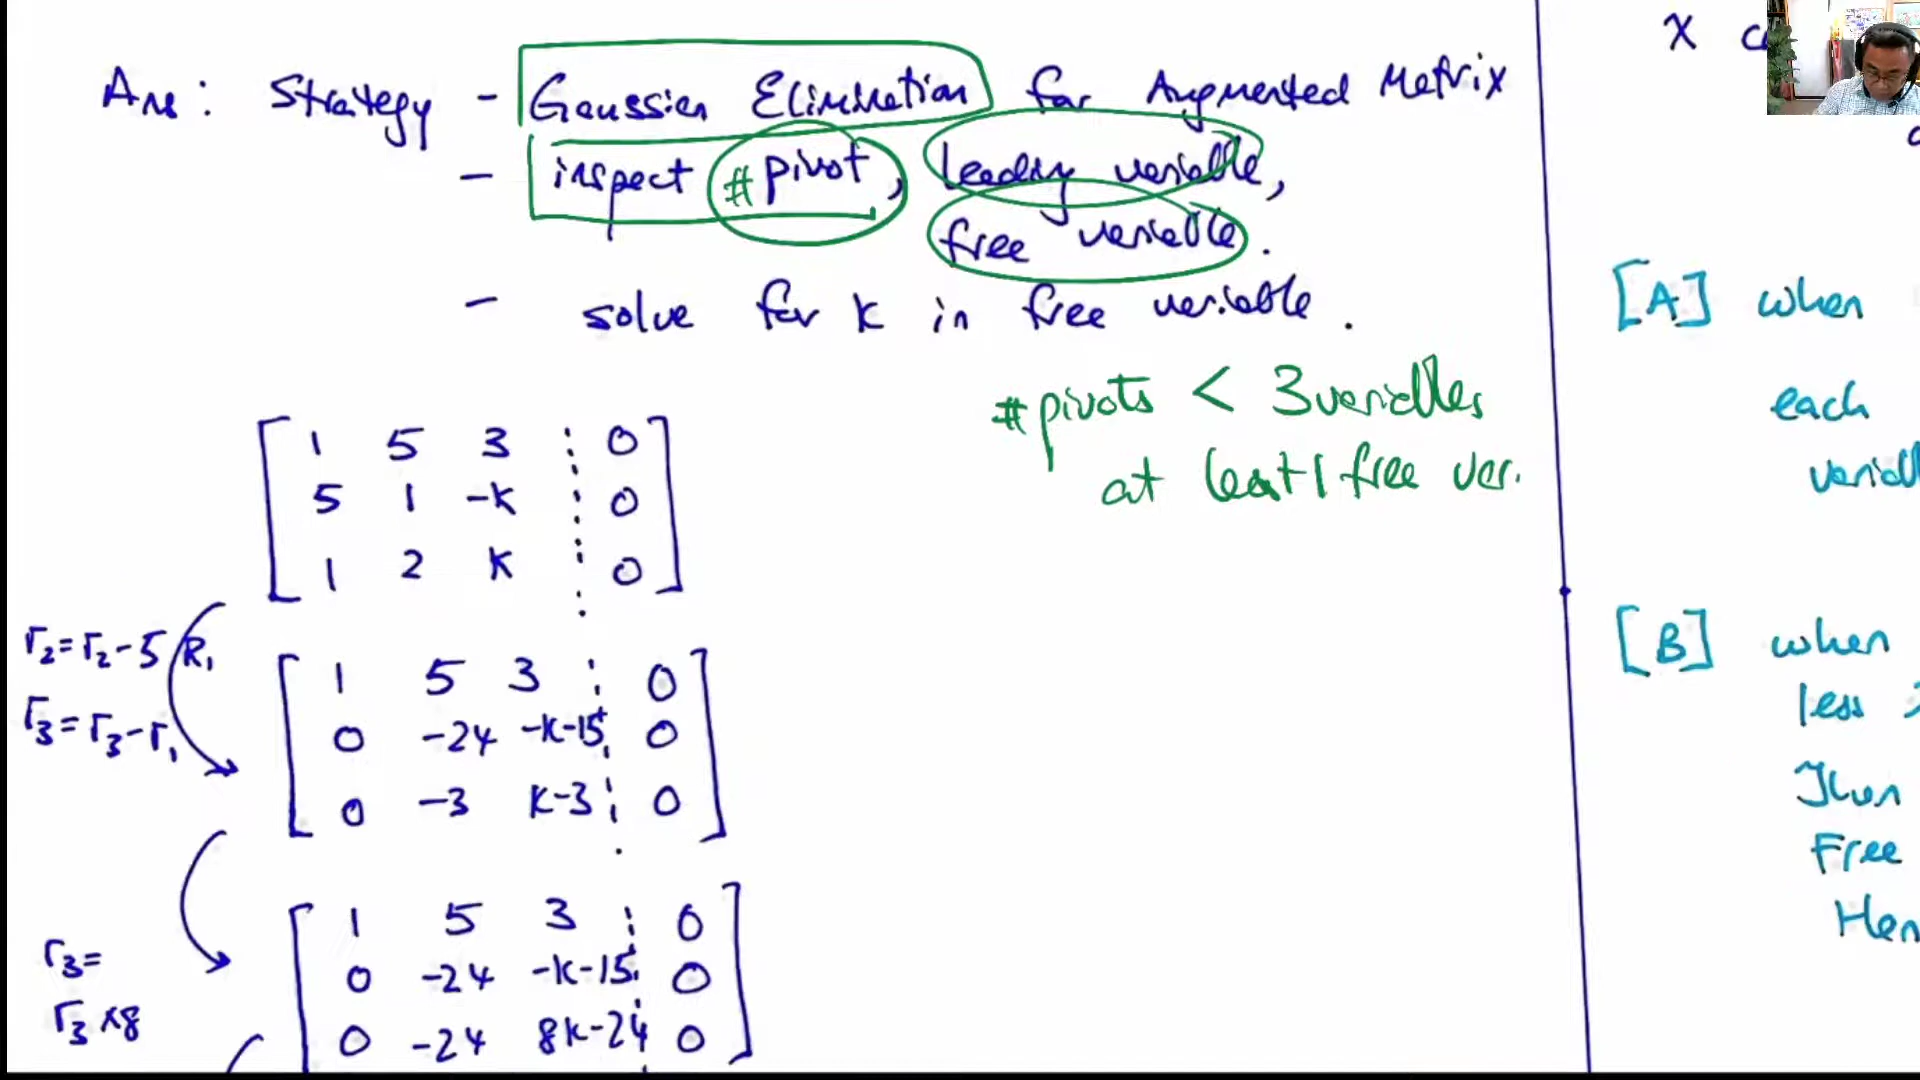 Ans: Strategy - Gaussian Elimination for Augmented Matrix
- inspect # pivot, leading variable,
free variable.
- solve for k in free variable.
# pivots < 3 variables
at least 1 free var.
[ 1 5 3 ⋮ 0 ]
[ 5 1 -k ⋮ 0 ]
[ 1 2 k ⋮ 0 ]
r₂=r₂-5R₁
r₃=r₃-r₁
[ 1 5 3 ⋮ 0 ]
[ 0 -24 -k-15 ⋮ 0 ]
[ 0 -3 k-3 ⋮ 0 ]
r₃=
r₃×8
[ 1 5 3 ⋮ 0 ]
[ 0 -24 -k-15 ⋮ 0 ]
[ 0 -24 8k-24 ⋮ 0 ]
x
[A] when
each
[B] when
less
Then
Free